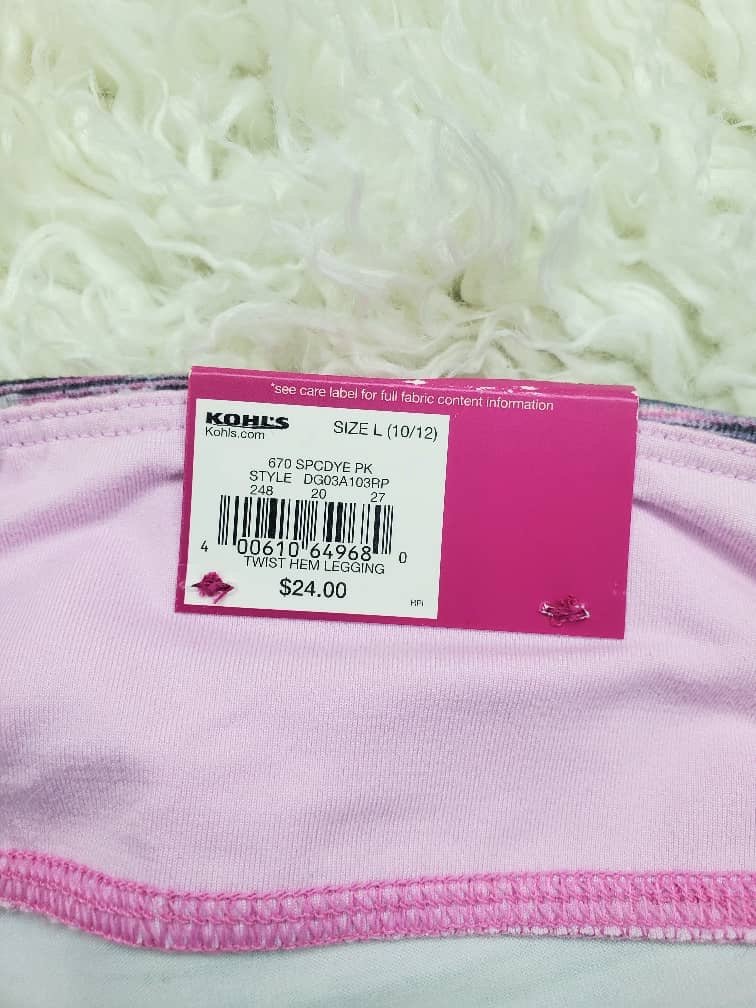 *see care label for full fabric content information
KOHL'S
Kohls.com
SIZE L (10/12)
670 SPCDYE PK
STYLE DG03A103RP
248 20 27
4 00610 64968 0
TWIST HEM LEGGING
$24.00